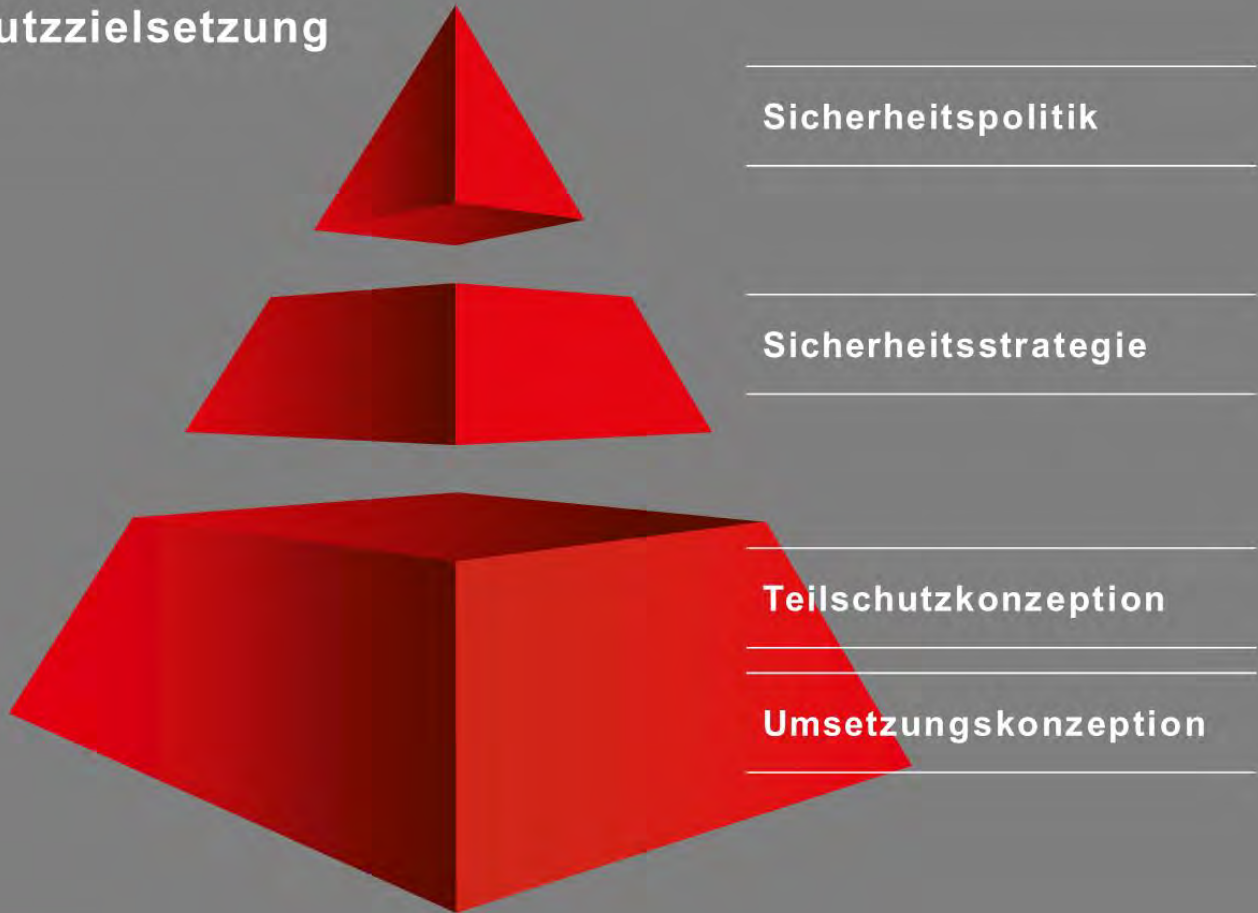 utzzielsetzung
Sicherheitspolitik
Sicherheitsstrategie
Teilschutzkonzeption
Umsetzungskonzeption